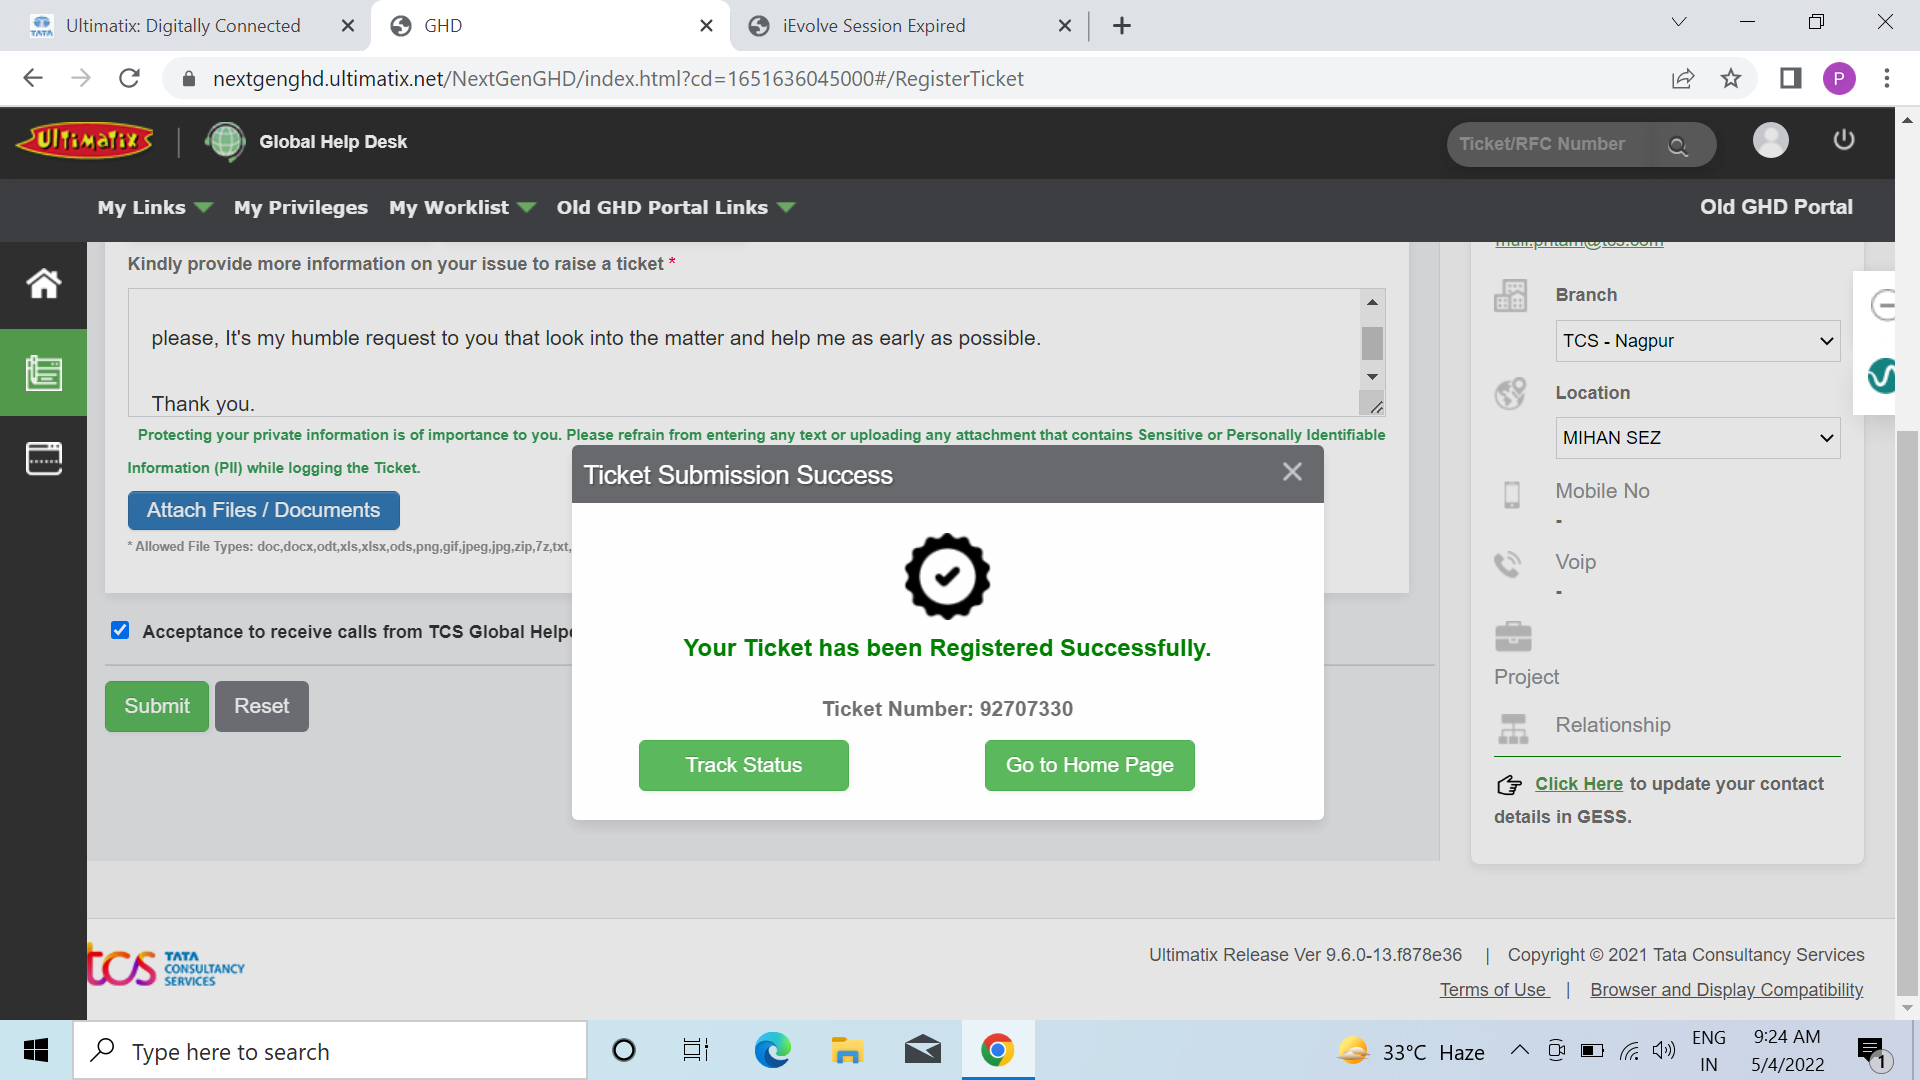 Ultimatix: Digitally Connected
GHD
iEvolve Session Expired
nextgenghd.ultimatix.net/NextGenGHD/index.html?cd=1651636045000#/RegisterTicket
P
Ultimatix
Global Help Desk
Ticket/RFC Number
My Links
My Privileges
My Worklist
Old GHD Portal Links
Old GHD Portal
Kindly provide more information on your issue to raise a ticket *
please, It's my humble request to you that look into the matter and help me as early as possible.
Thank you.
Protecting your private information is of importance to you. Please refrain from entering any text or uploading any attachment that contains Sensitive or Personally Identifiable
Information (PII) while logging the Ticket.
Attach Files / Documents
* Allowed File Types: doc,docx,odt,xls,xlsx,ods,png,gif,jpeg,jpg,zip,7z,txt,
Acceptance to receive calls from TCS Global Help
Submit
Reset
Ticket Submission Success
Your Ticket has been Registered Successfully.
Ticket Number: 92707330
Track Status
Go to Home Page
Branch
TCS - Nagpur
Location
MIHAN SEZ
Mobile No
-
Voip
-
Project
Relationship
Click Here to update your contact
details in GESS.
tcs TATA
CONSULTANCY
SERVICES
Ultimatix Release Ver 9.6.0-13.f878e36 | Copyright © 2021 Tata Consultancy Services
Terms of Use | Browser and Display Compatibility
Type here to search
33°C Haze
ENG
IN
9:24 AM
5/4/2022
1